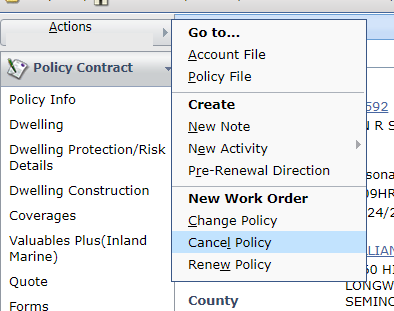 Actions
Policy Contract
Policy Info
Dwelling
Dwelling Protection/Risk
Details
Dwelling Construction
Coverages
Valuables Plus(Inland
Marine)
Quote
Forms
Go to...
Account File
Policy File
Create
New Note
New Activity
Pre-Renewal Direction
New Work Order
Change Policy
Cancel Policy
Renew Policy
County
592
N R S
sona
09HR
24/2
LIAN
60 HI
LONGW
SEMINO